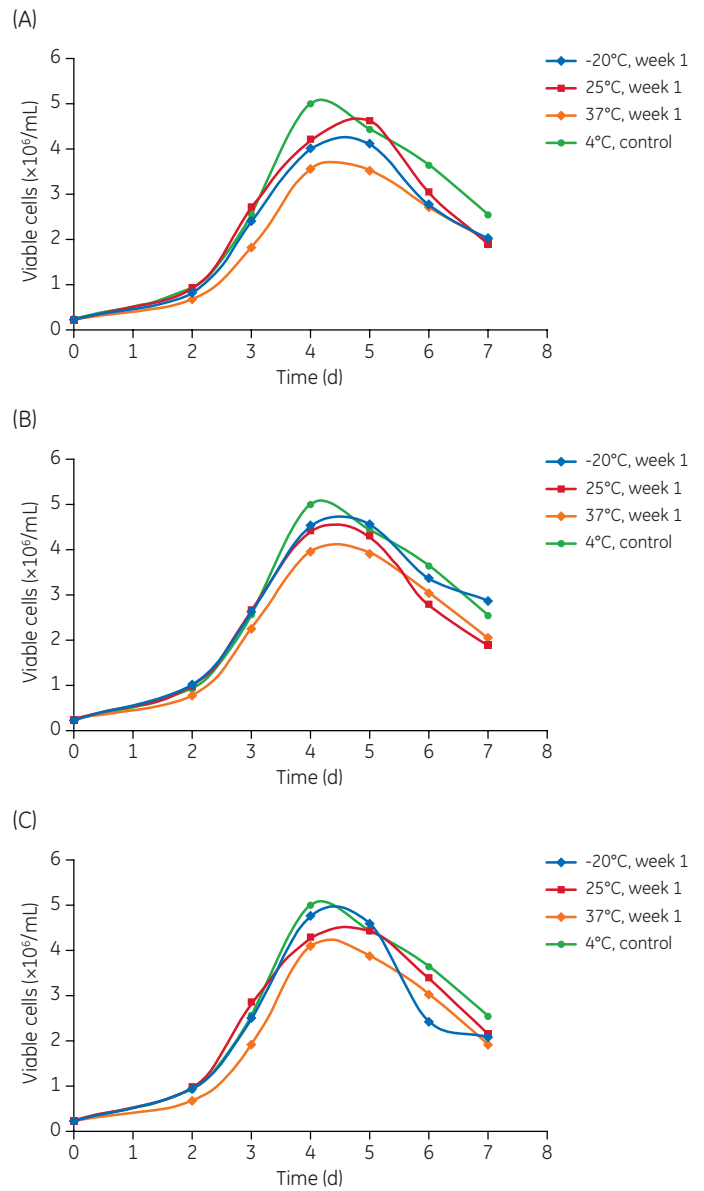 (A)
6
5
4
3
2
1
0
Viable cells (×10⁶/mL)
0 1 2 3 4 5 6 7 8
Time (d)
-20°C, week 1
25°C, week 1
37°C, week 1
4°C, control
(B)
6
5
4
3
2
1
0
Viable cells (×10⁶/mL)
0 1 2 3 4 5 6 7 8
Time (d)
-20°C, week 1
25°C, week 1
37°C, week 1
4°C, control
(C)
6
5
4
3
2
1
0
Viable cells (×10⁶/mL)
0 1 2 3 4 5 6 7 8
Time (d)
-20°C, week 1
25°C, week 1
37°C, week 1
4°C, control